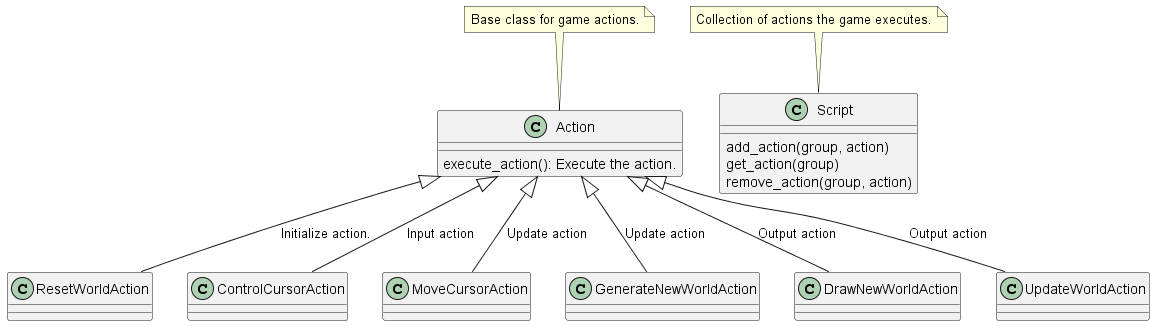 Base class for game actions.
Collection of actions the game executes.
C Action
execute_action(): Execute the action.
C Script
add_action(group, action)
get_action(group)
remove_action(group, action)
Initialize action.
Input action
Update action
Update action
Output action
Output action
C ResetWorldAction
C ControlCursorAction
C MoveCursorAction
C GenerateNewWorldAction
C DrawNewWorldAction
C UpdateWorldAction